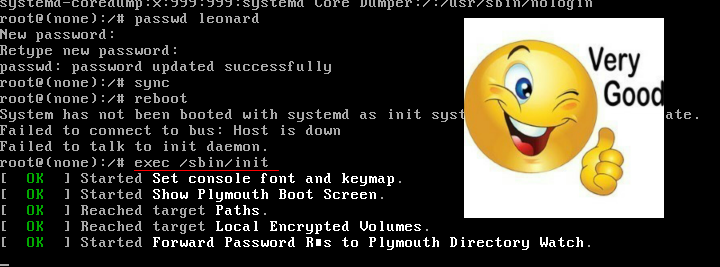 systemd-coredump:x:999:999:systemd Core Dumper:/:/usr/sbin/nologin
root@(none):/# passwd leonard
New password:
Retype new password:
passwd: password updated successfully
root@(none):/# sync
root@(none):/# reboot
System has not been booted with systemd as init sys ate.
Failed to connect to bus: Host is down
Failed to talk to init daemon.
root@(none):/# exec /sbin/init
[  OK  ] Started Set console font and keymap.
[  OK  ] Started Show Plymouth Boot Screen.
[  OK  ] Reached target Paths.
[  OK  ] Reached target Local Encrypted Volumes.
[  OK  ] Started Forward Password R■s to Plymouth Directory Watch.
Very
Good